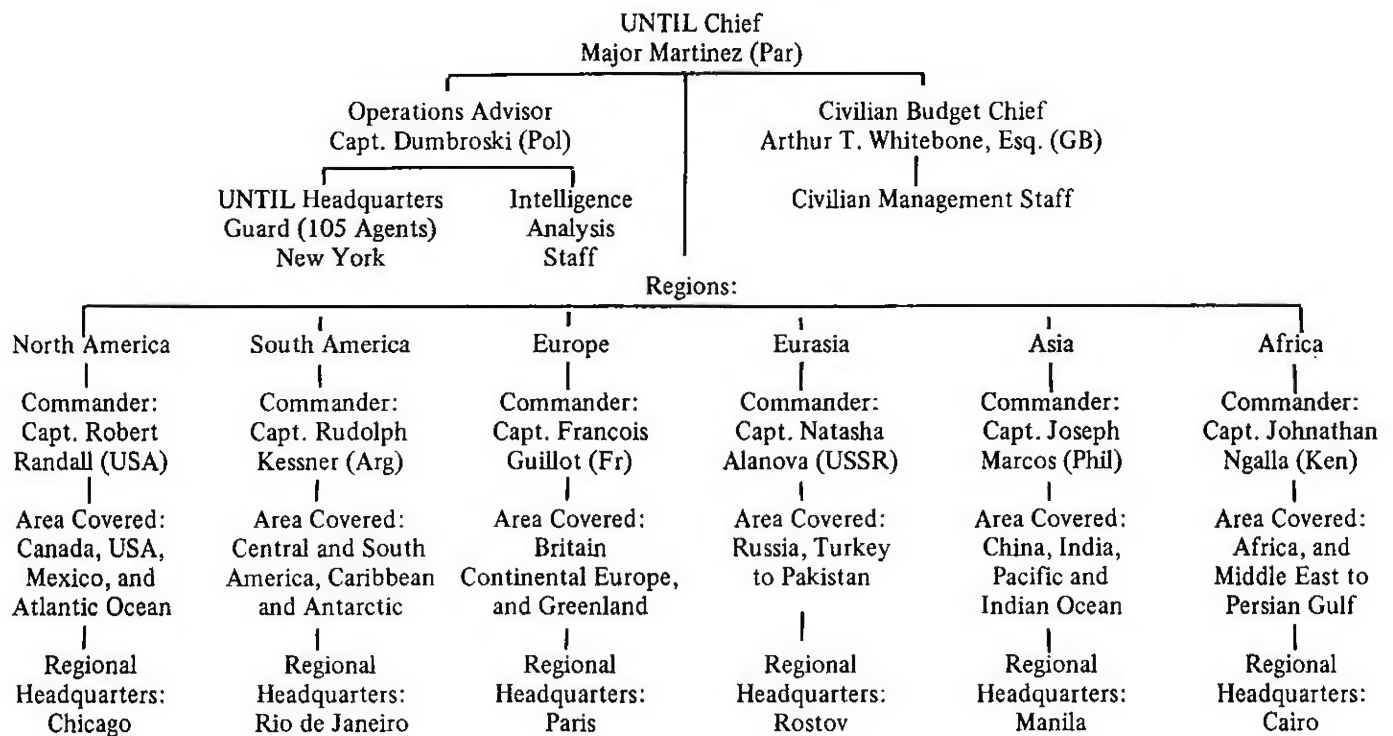 UNTIL Chief
Major Martinez (Par)
Operations Advisor
Capt. Dumbroski (Pol)
Civilian Budget Chief
Arthur T. Whitebone, Esq. (GB)
UNTIL Headquarters
Guard (105 Agents)
New York
Intelligence
Analysis
Staff
Civilian Management Staff
Regions:
North America
Commander:
Capt. Robert
Randall (USA)
Area Covered:
Canada, USA,
Mexico, and
Atlantic Ocean
Regional
Headquarters:
Chicago
South America
Commander:
Capt. Rudolph
Kessner (Arg)
Area Covered:
Central and South
America, Caribbean
and Antarctic
Regional
Headquarters:
Rio de Janeiro
Europe
Commander:
Capt. Francois
Guillot (Fr)
Area Covered:
Britain
Continental Europe,
and Greenland
Regional
Headquarters:
Paris
Eurasia
Commander:
Capt. Natasha
Alanova (USSR)
Area Covered:
Russia, Turkey
to Pakistan
Regional
Headquarters:
Rostov
Asia
Commander:
Capt. Joseph
Marcos (Phil)
Area Covered:
China, India,
Pacific and
Indian Ocean
Regional
Headquarters:
Manila
Africa
Commander:
Capt. Johnathan
Ngalla (Ken)
Area Covered:
Africa, and
Middle East to
Persian Gulf
Regional
Headquarters:
Cairo